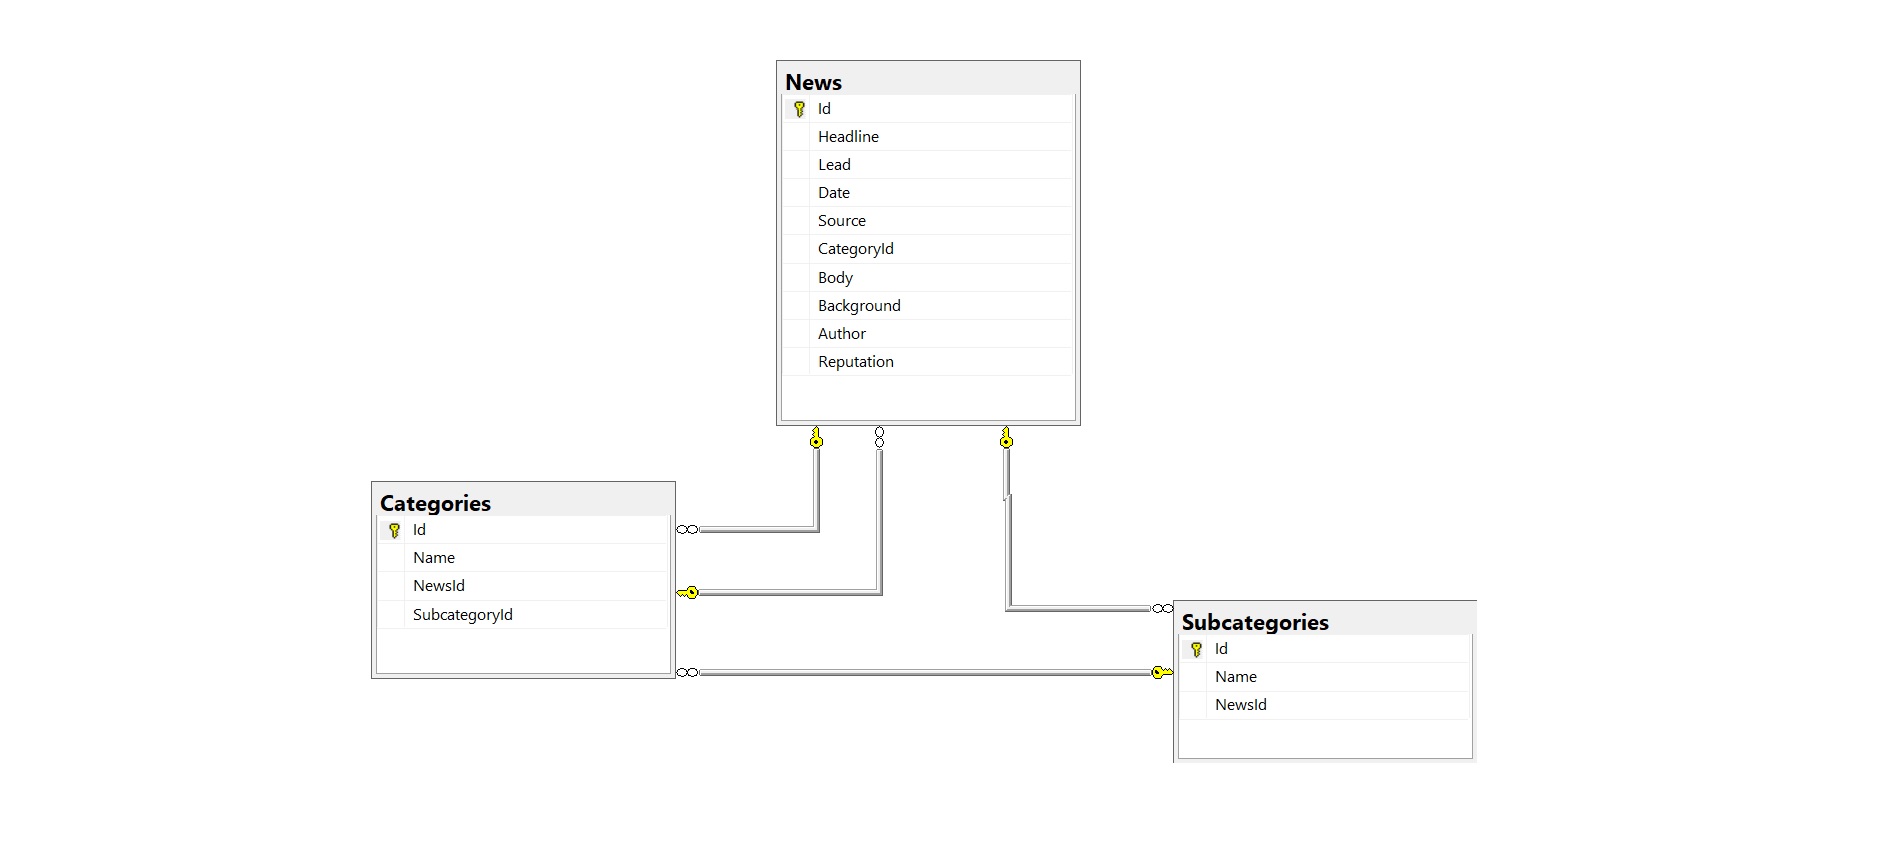 News
Id
Headline
Lead
Date
Source
CategoryId
Body
Background
Author
Reputation
Categories
Id
Name
NewsId
SubcategoryId
Subcategories
Id
Name
NewsId